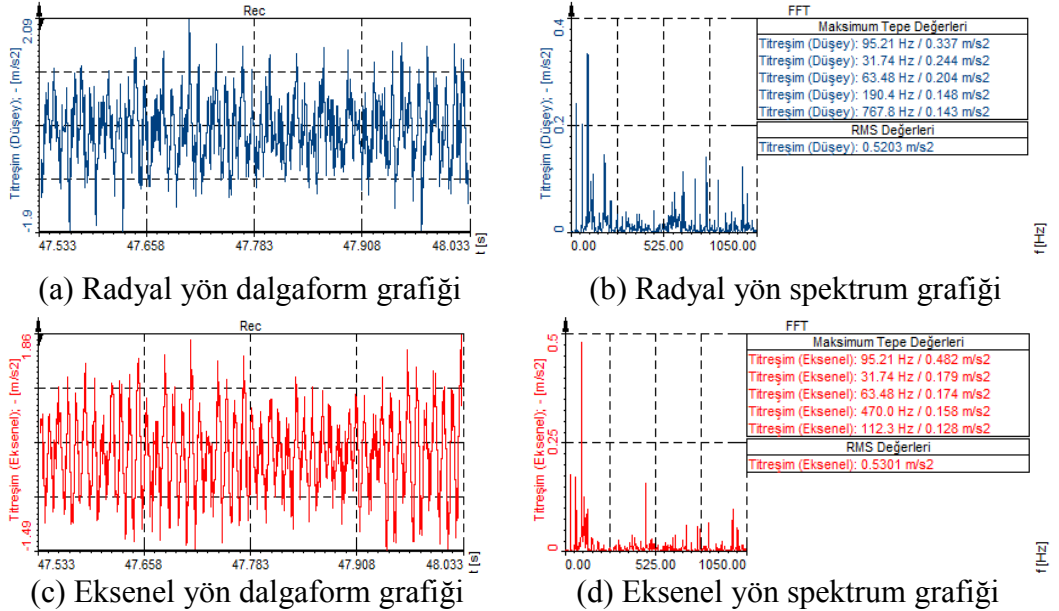 Rec
2.09
Titreşim (Düşey); - [m/s2]
-1.9
47.533 47.658 47.783 47.908 48.033
t [s]
(a) Radyal yön dalgaform grafiği
FFT
0.4
0.2
0
Titreşim (Düşey); - [m/s2]
Maksimum Tepe Değerleri
Titreşim (Düşey): 95.21 Hz / 0.337 m/s2
Titreşim (Düşey): 31.74 Hz / 0.244 m/s2
Titreşim (Düşey): 63.48 Hz / 0.204 m/s2
Titreşim (Düşey): 190.4 Hz / 0.148 m/s2
Titreşim (Düşey): 767.8 Hz / 0.143 m/s2
RMS Değerleri
Titreşim (Düşey): 0.5203 m/s2
0.00 525.00 1050.00
f [Hz]
(b) Radyal yön spektrum grafiği
Rec
1.86
Titreşim (Eksenel); - [m/s2]
-1.49
47.533 47.658 47.783 47.908 48.033
t [s]
(c) Eksenel yön dalgaform grafiği
FFT
0.5
0.25
0
Titreşim (Eksenel); - [m/s2]
Maksimum Tepe Değerleri
Titreşim (Eksenel): 95.21 Hz / 0.482 m/s2
Titreşim (Eksenel): 31.74 Hz / 0.179 m/s2
Titreşim (Eksenel): 63.48 Hz / 0.174 m/s2
Titreşim (Eksenel): 470.0 Hz / 0.158 m/s2
Titreşim (Eksenel): 112.3 Hz / 0.128 m/s2
RMS Değerleri
Titreşim (Eksenel): 0.5301 m/s2
0.00 525.00 1050.00
f [Hz]
(d) Eksenel yön spektrum grafiği